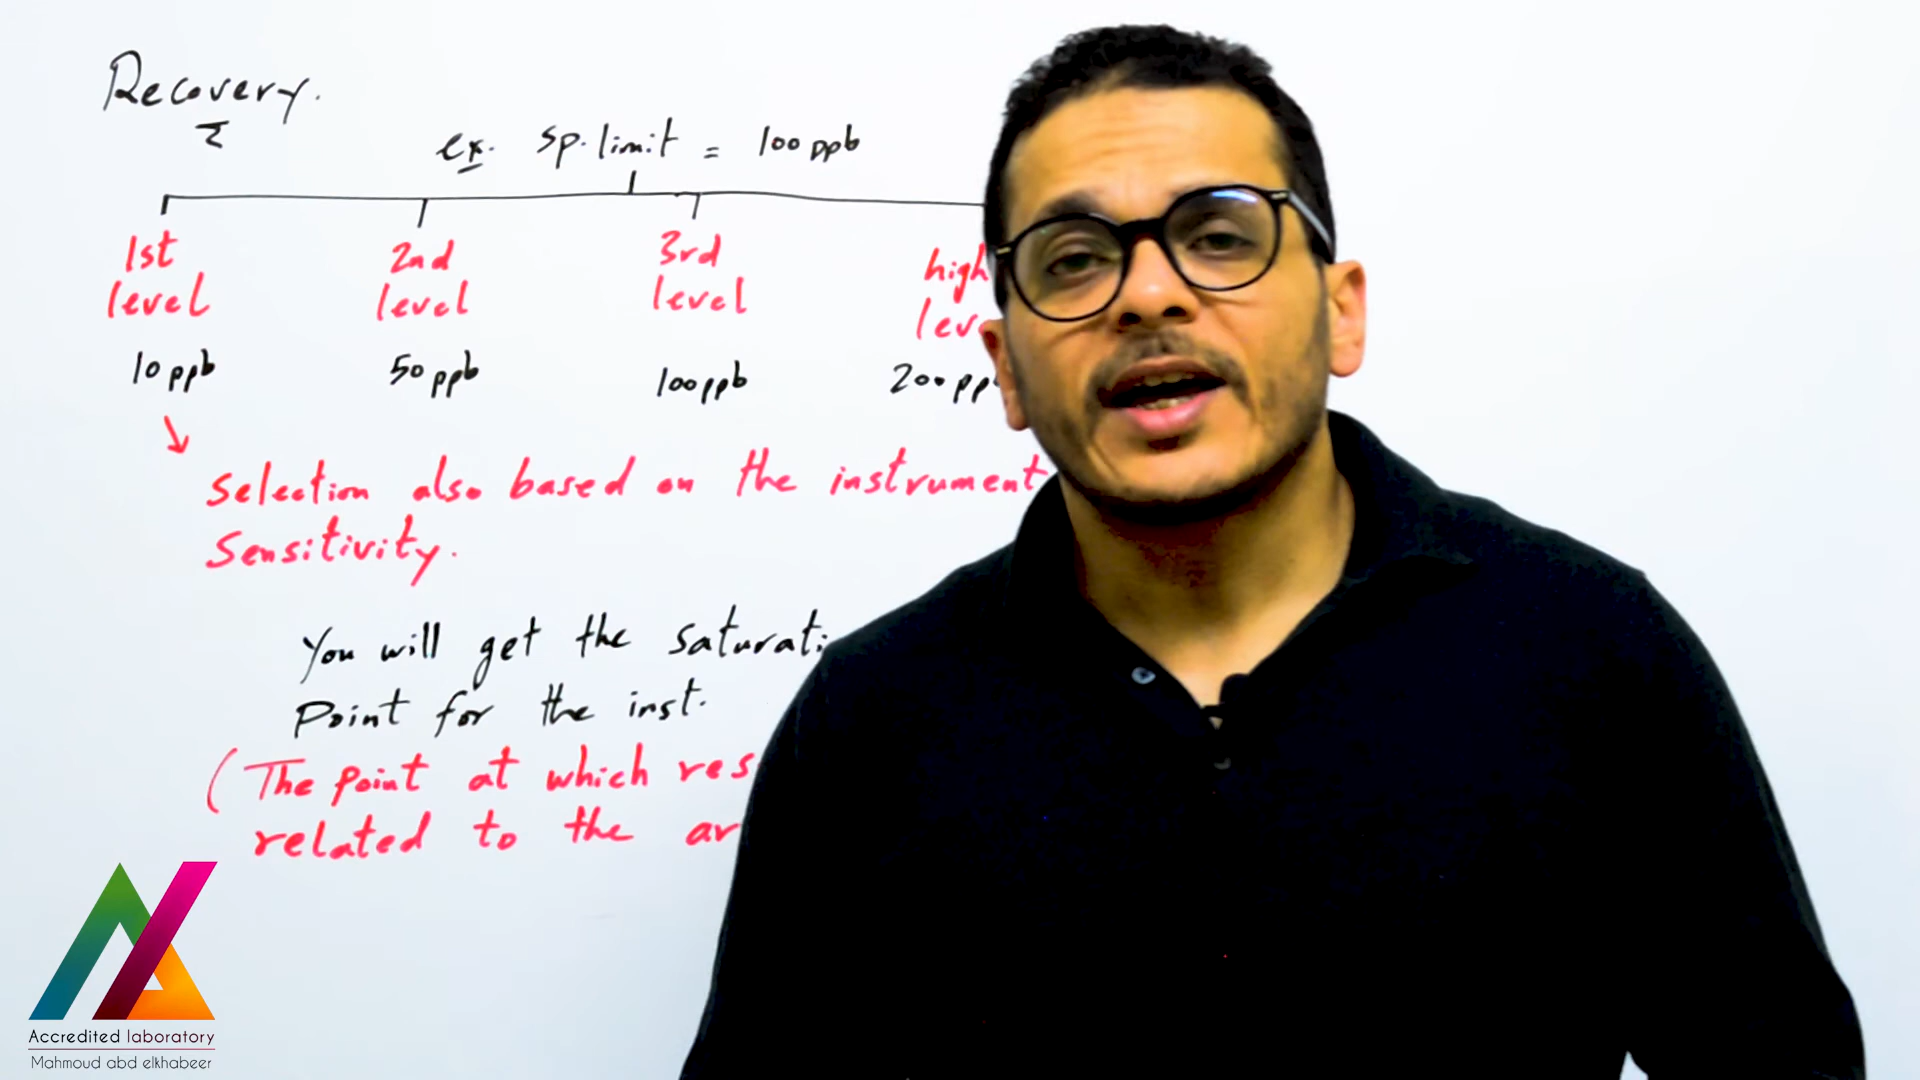 Recovery.
ex. sp. limit = 100 ppb
1st level
2nd level
3rd level
high
10 ppb
50 ppb
100 ppb
200
selection also based on the instrument
Sensitivity.
You will get the
Point for the inst.
(The point at which
related to the
Accredited laboratory
Mahmoud abd elkhabeer